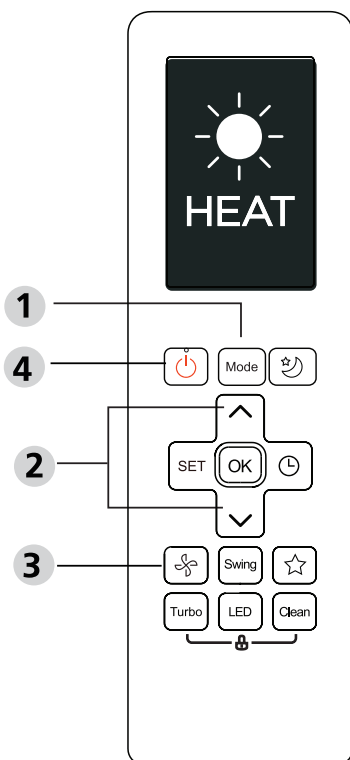 HEAT
1
4
Mode
2
SET
OK
3
Swing
Turbo
LED
Clean